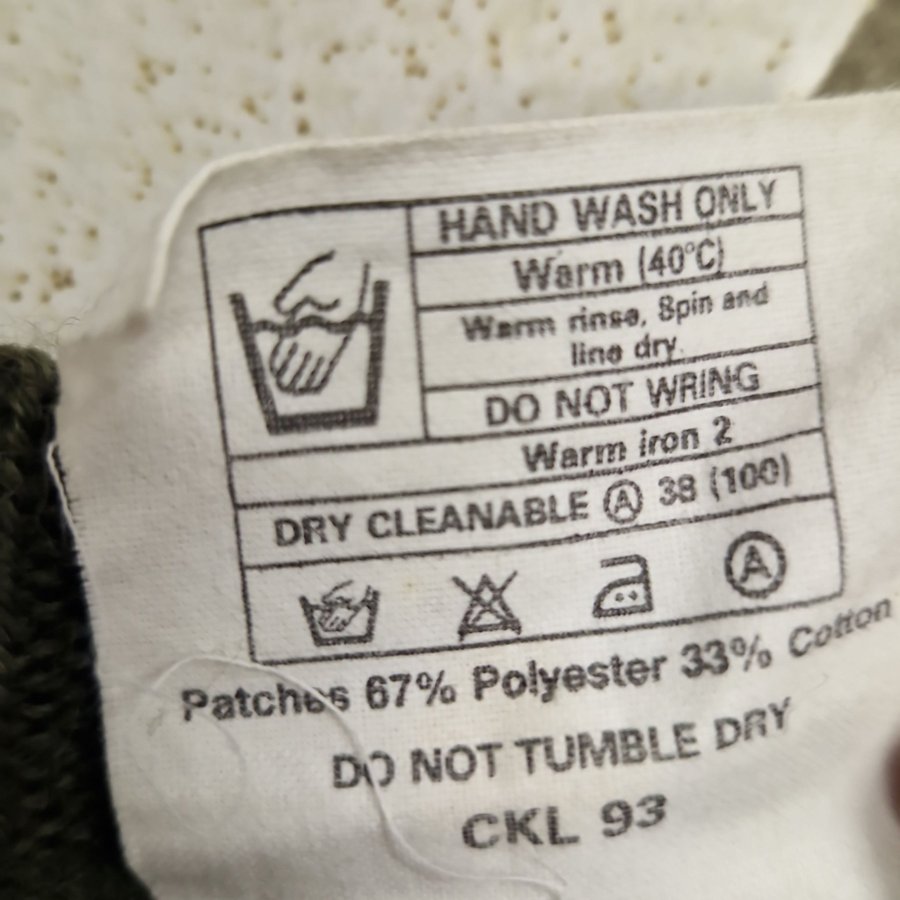 HAND WASH ONLY
Warm (40°C)
Warm rinse, Spin and
line dry.
DO NOT WRING
Warm iron 2
DRY CLEANABLE Ⓐ 38 (100)
Ⓐ
Patches 67% Polyester 33% Cotton
DO NOT TUMBLE DRY
CKL 93